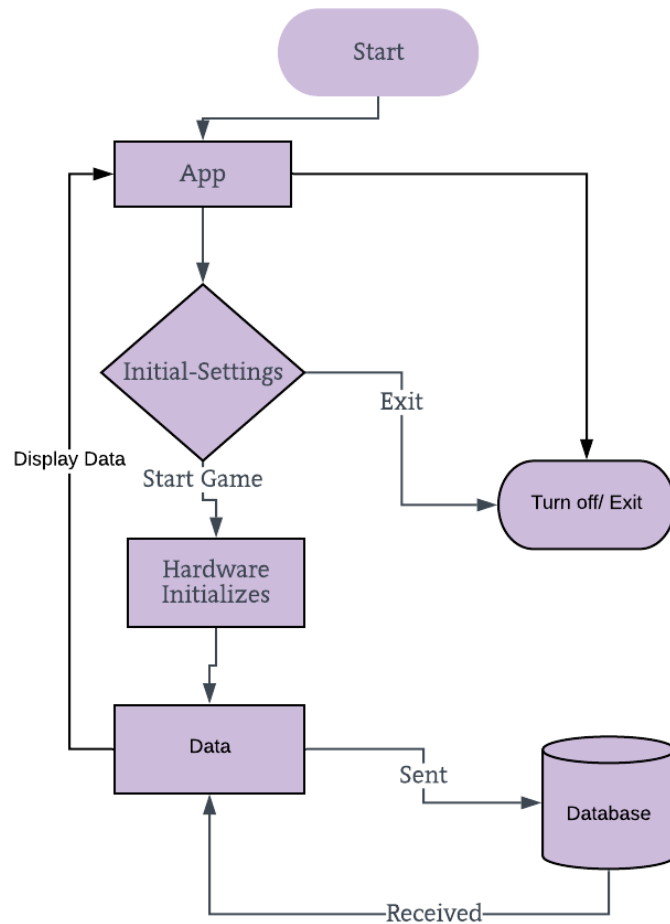 Start
App
Initial-Settings
Exit
Display Data
Start Game
Turn off/ Exit
Hardware
Initializes
Data
Sent
Database
Received